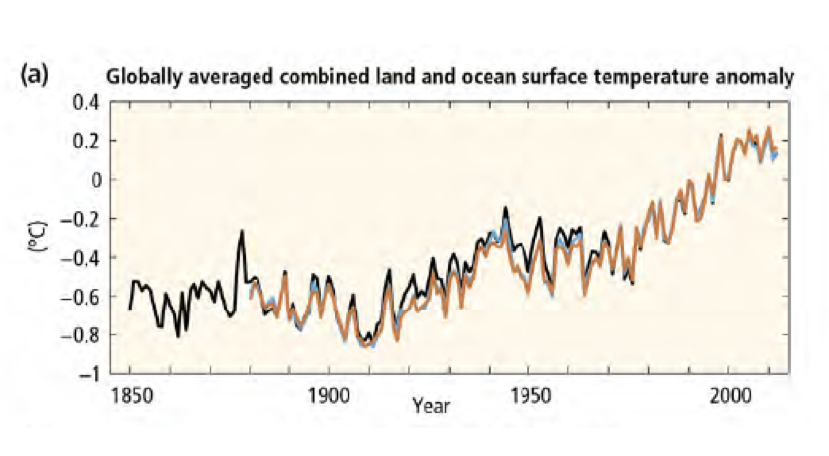 (a) Globally averaged combined land and ocean surface temperature anomaly
0.4
0.2
0
−0.2
−0.4
−0.6
−0.8
−1
(°C)
1850 1900 1950 2000
Year